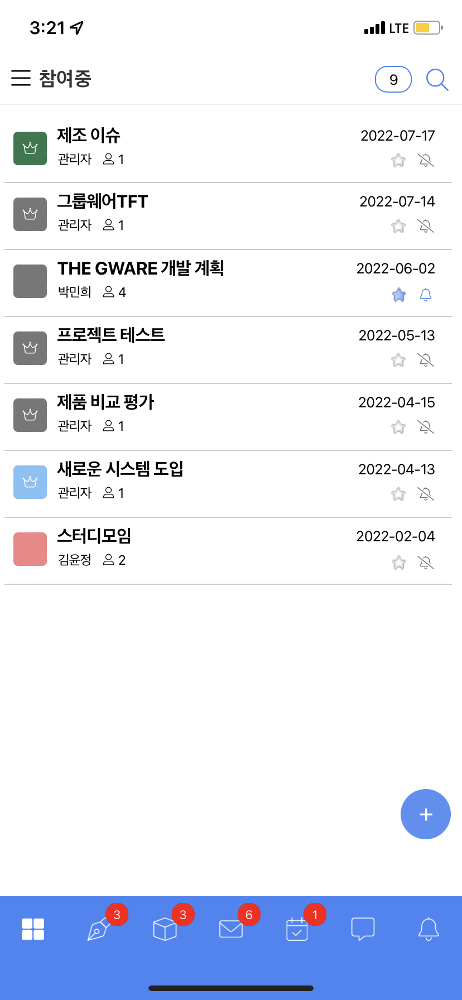 3:21 LTE
참여중 9
제조 이슈 2022-07-17
관리자 1
그룹웨어TFT 2022-07-14
관리자 1
THE GWARE 개발 계획 2022-06-02
박민희 4
프로젝트 테스트 2022-05-13
관리자 1
제품 비교 평가 2022-04-15
관리자 1
새로운 시스템 도입 2022-04-13
관리자 1
스터디모임 2022-02-04
김윤정 2
+
3 3 6 1